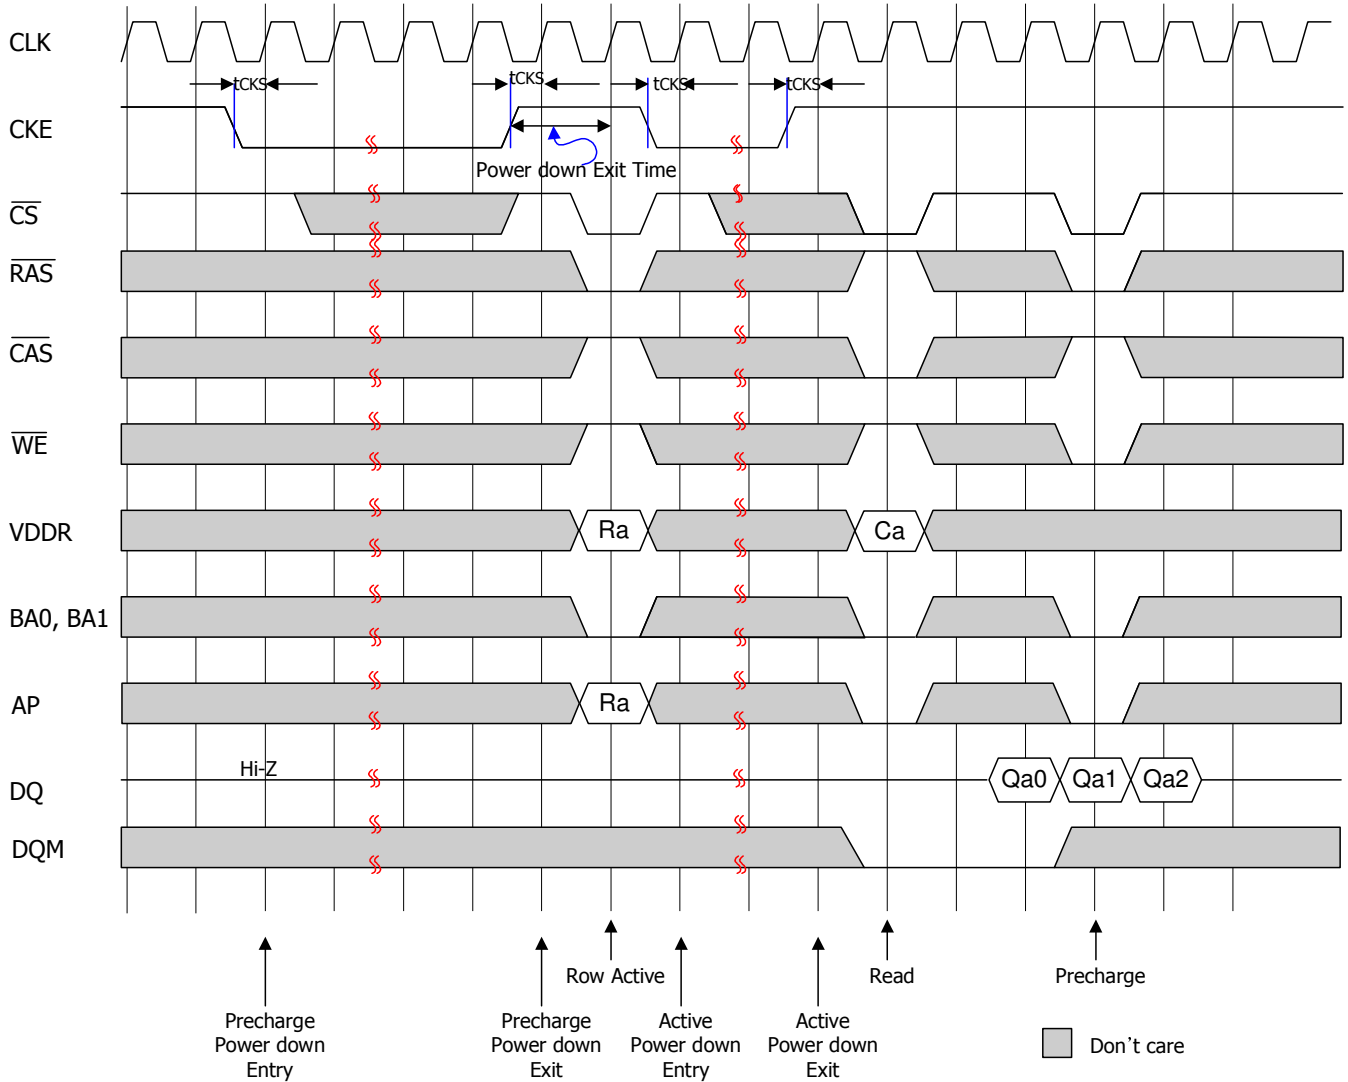 CLK
tCKS
tCKS
tCKS
tCKS
CKE
Power down Exit Time
CS
RAS
CAS
WE
VDDR
Ra
Ca
BA0, BA1
AP
Ra
Hi-Z
DQ
Qa0
Qa1
Qa2
DQM
Row Active
Read
Precharge
Precharge
Power down
Entry
Precharge
Power down
Exit
Active
Power down
Entry
Active
Power down
Exit
Don't care